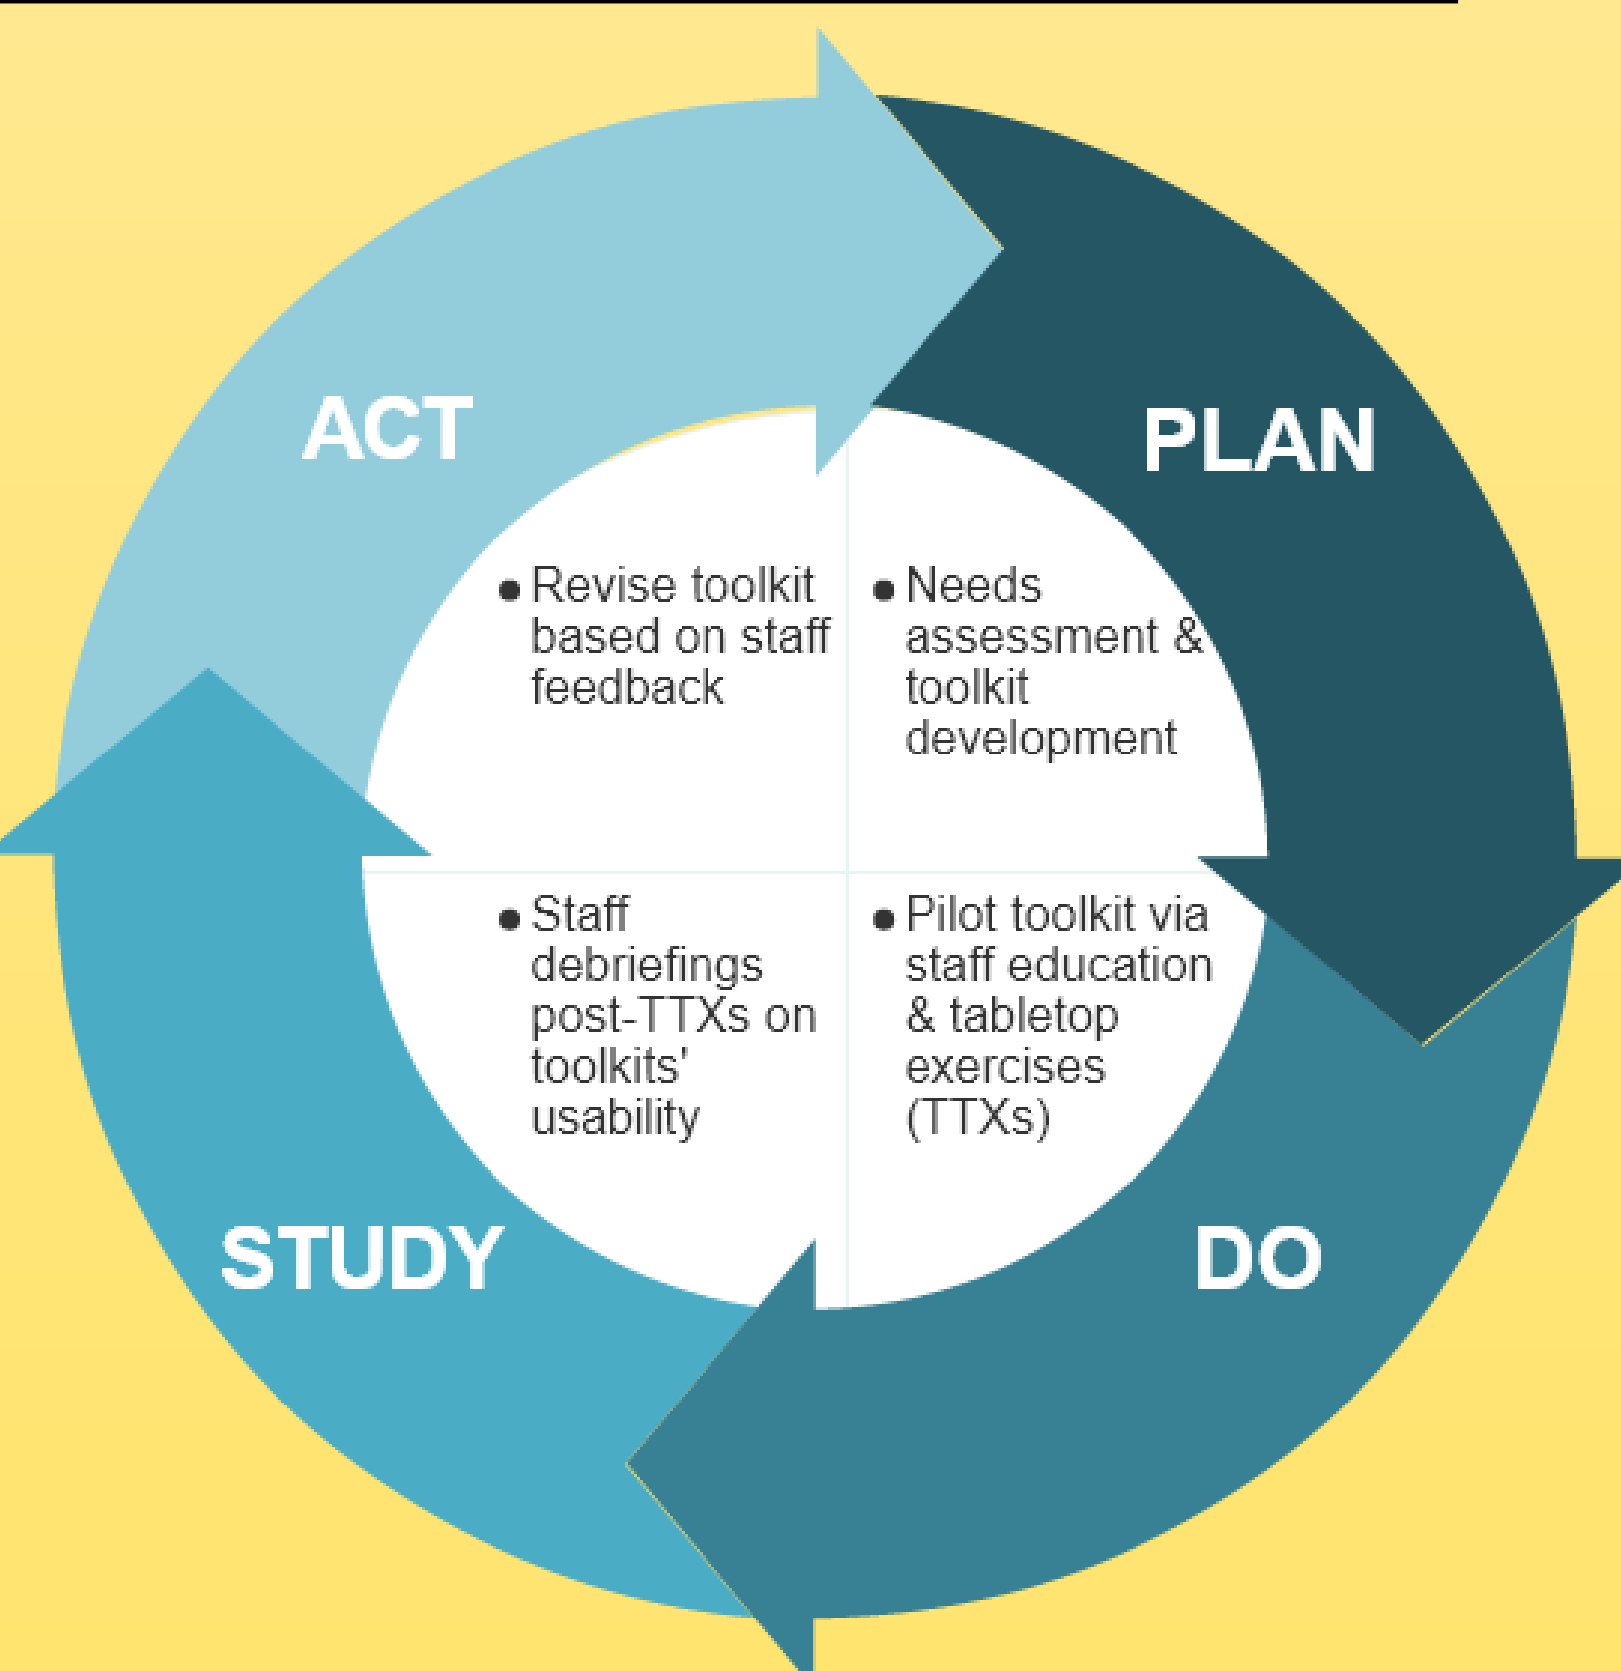 ACT
PLAN
● Revise toolkit
based on staff
feedback
● Needs
assessment &
toolkit
development
● Staff
debriefings
post-TTXs on
toolkits'
usability
● Pilot toolkit via
staff education
& tabletop
exercises
(TTXs)
STUDY
DO